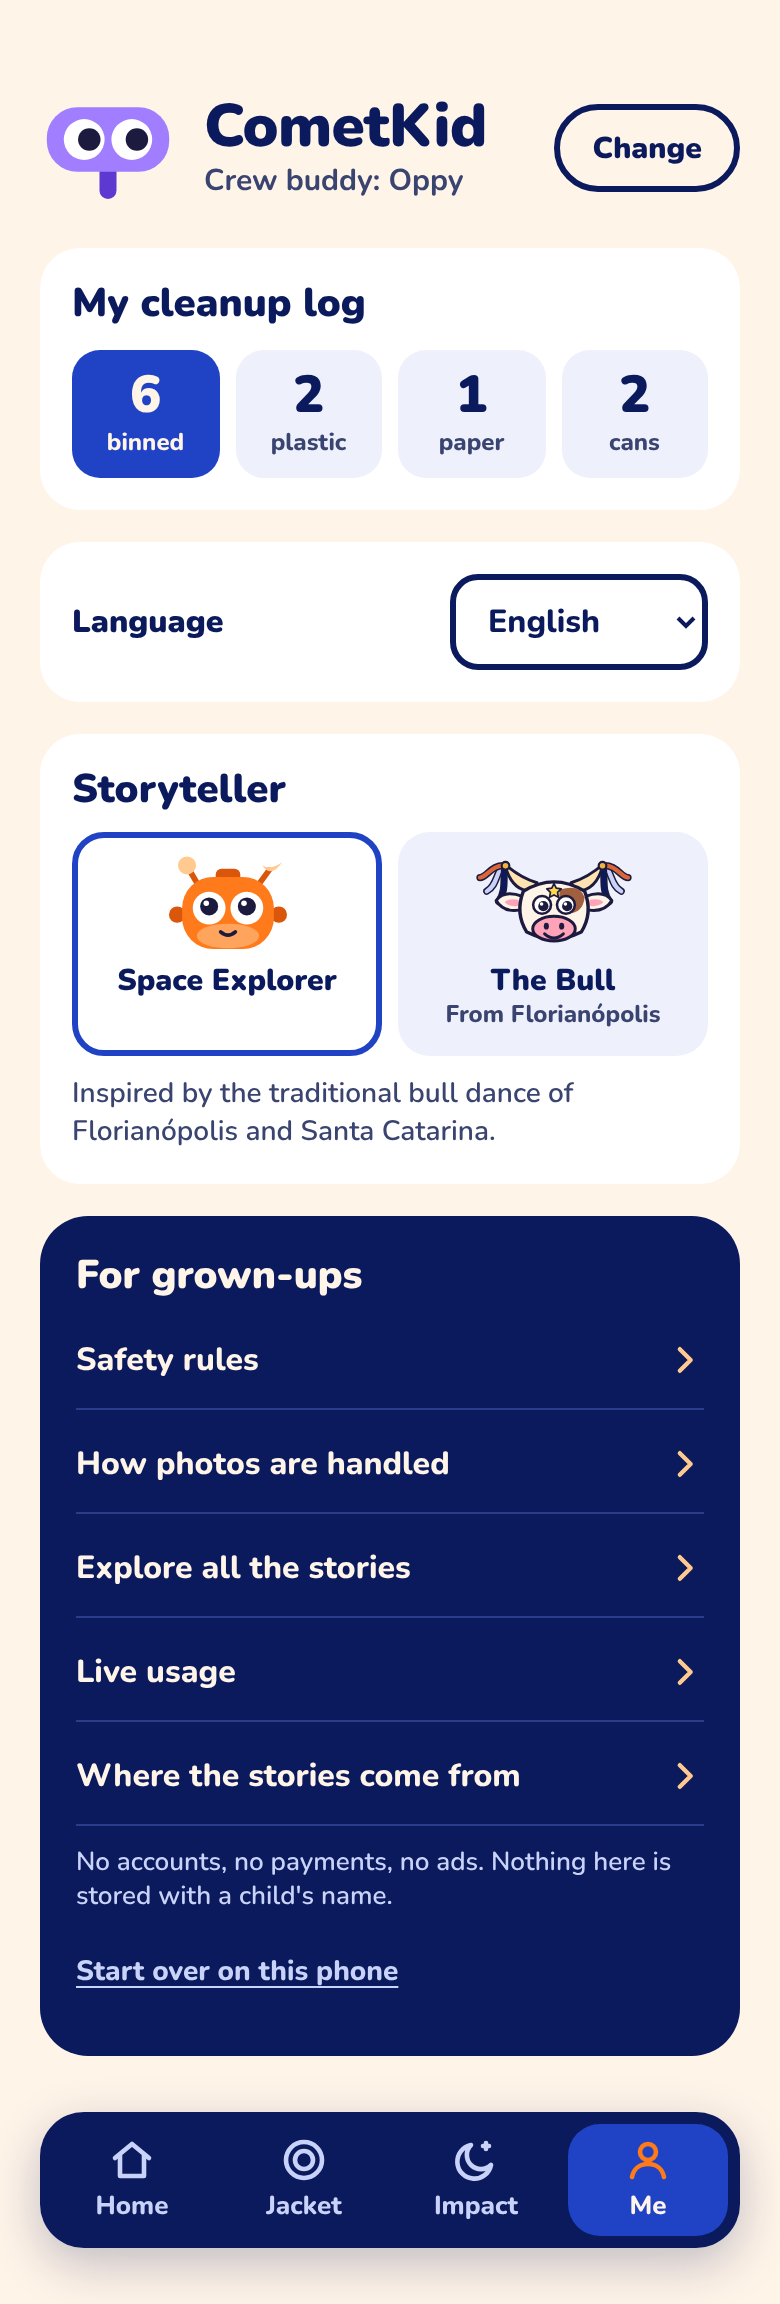 CometKid
Crew buddy: Oppy
Change
My cleanup log
6
binned
2
plastic
1
paper
2
cans
Language
English
Storyteller
Space Explorer
The Bull
From Florianópolis
Inspired by the traditional bull dance of
Florianópolis and Santa Catarina.
For grown-ups
Safety rules
How photos are handled
Explore all the stories
Live usage
Where the stories come from
No accounts, no payments, no ads. Nothing here is
stored with a child's name.
Start over on this phone
Home
Jacket
Impact
Me